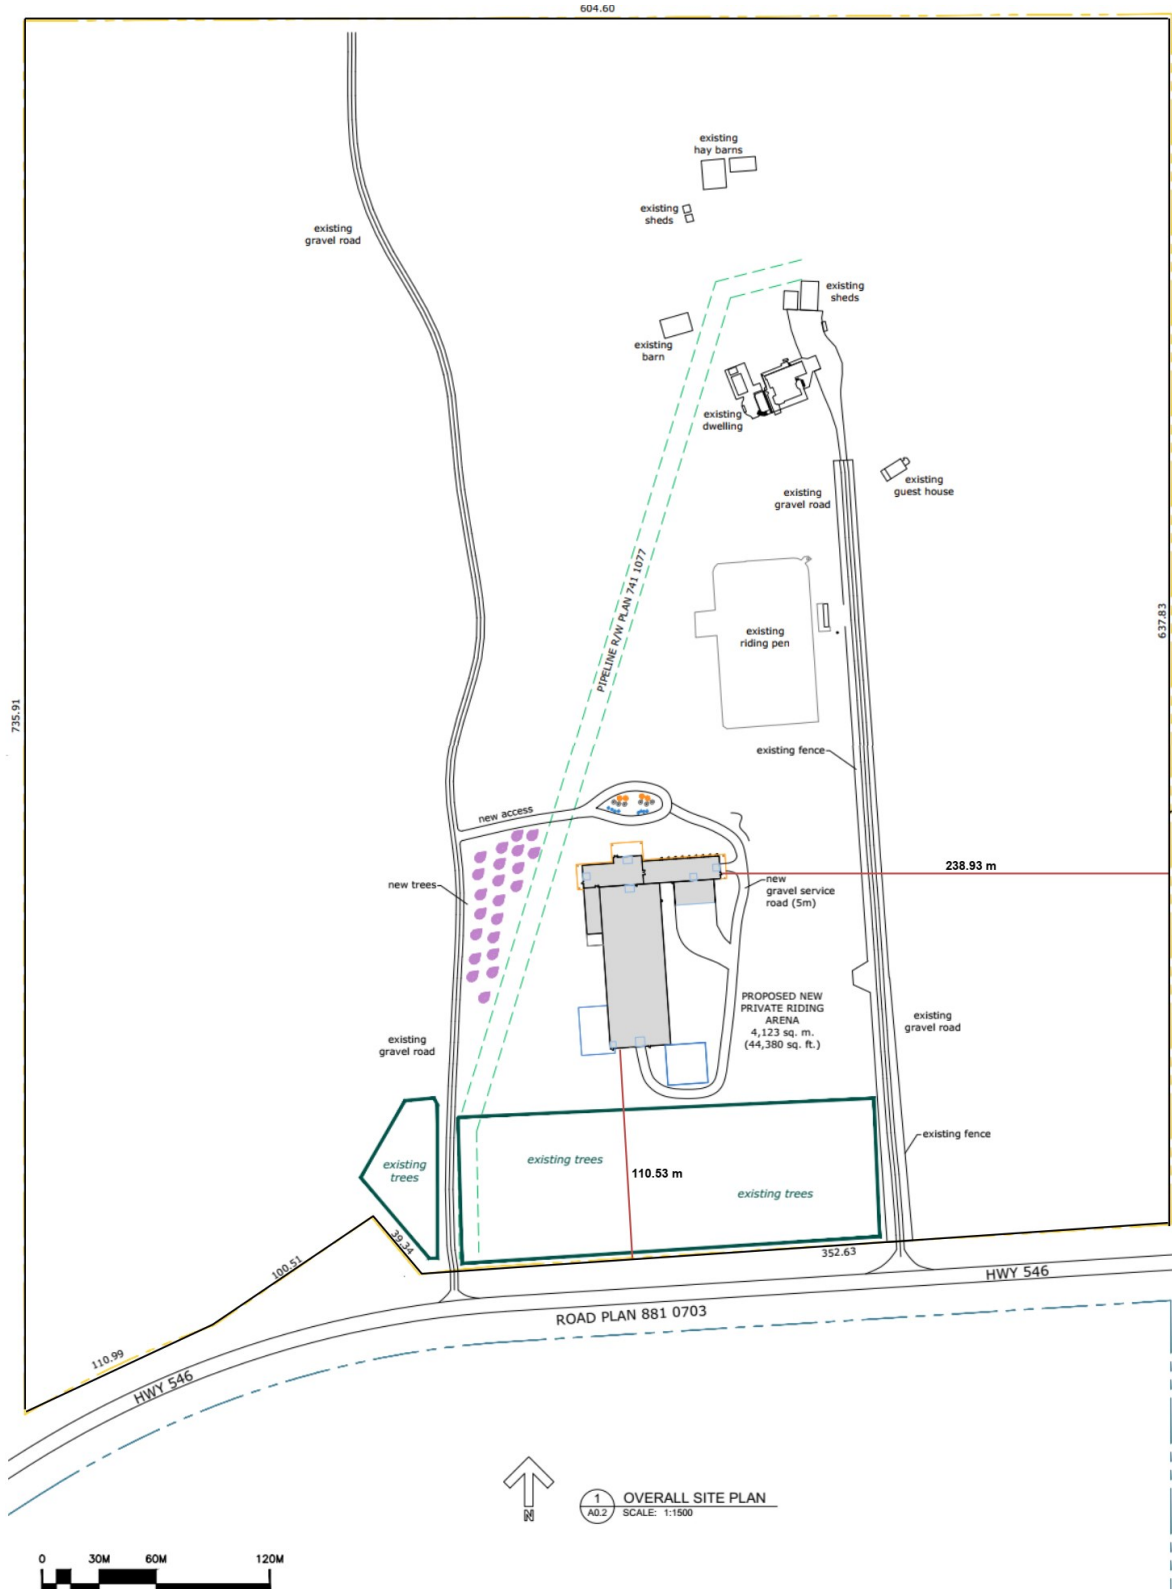 604.60
existing
hay barns
existing
sheds
existing
gravel road
existing
sheds
existing
barn
existing
dwelling
existing
guest house
existing
gravel road
PIPELINE R/W PLAN 741 1077
637.83
existing
riding pen
735.91
existing fence
new access
238.93 m
new trees
new
gravel service
road (5m)
PROPOSED NEW
PRIVATE RIDING
ARENA
4,123 sq. m.
(44,380 sq. ft.)
existing
gravel road
existing
gravel road
existing fence
existing
trees
existing trees
110.53 m
existing trees
39.34
352.63
100.51
HWY 546
ROAD PLAN 881 0703
110.99
HWY 546
N
1
A0.2
OVERALL SITE PLAN
SCALE: 1:1500
0 30M 60M 120M